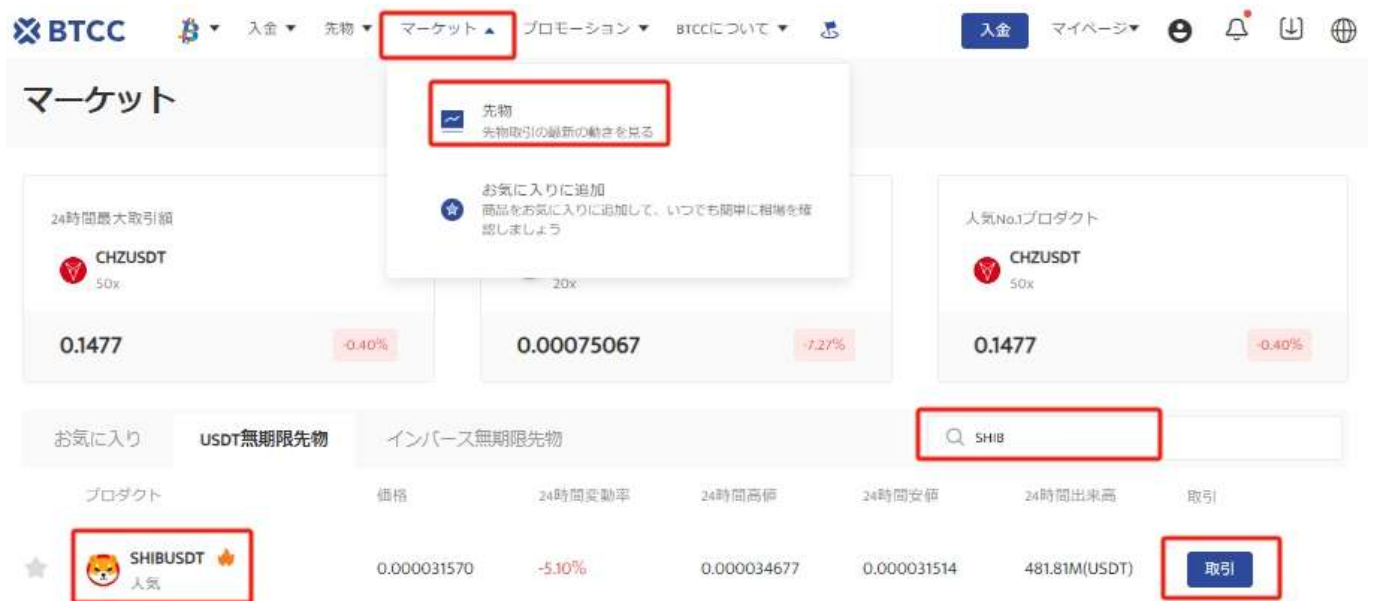 BTCC
入金
先物
マーケット
プロモーション
BTCCについて
入金
マイページ
マーケット
先物
先物取引の最新の動きを見る
お気に入りに追加
商品をお気に入りに追加して、いつでも簡単に相場を確
認しましょう
24時間最大取引額
CHZUSDT
50x
0.1477
-0.40%
20x
0.00075067
-7.27%
人気No.1プロダクト
CHZUSDT
50x
0.1477
-0.40%
お気に入り
USDT無期限先物
インバース無期限先物
SHIB
プロダクト
価格
24時間変動率
24時間高値
24時間安値
24時間出来高
取引
SHIBUSDT
人気
0.000031570
-5.10%
0.000034677
0.000031514
481.81M(USDT)
取引